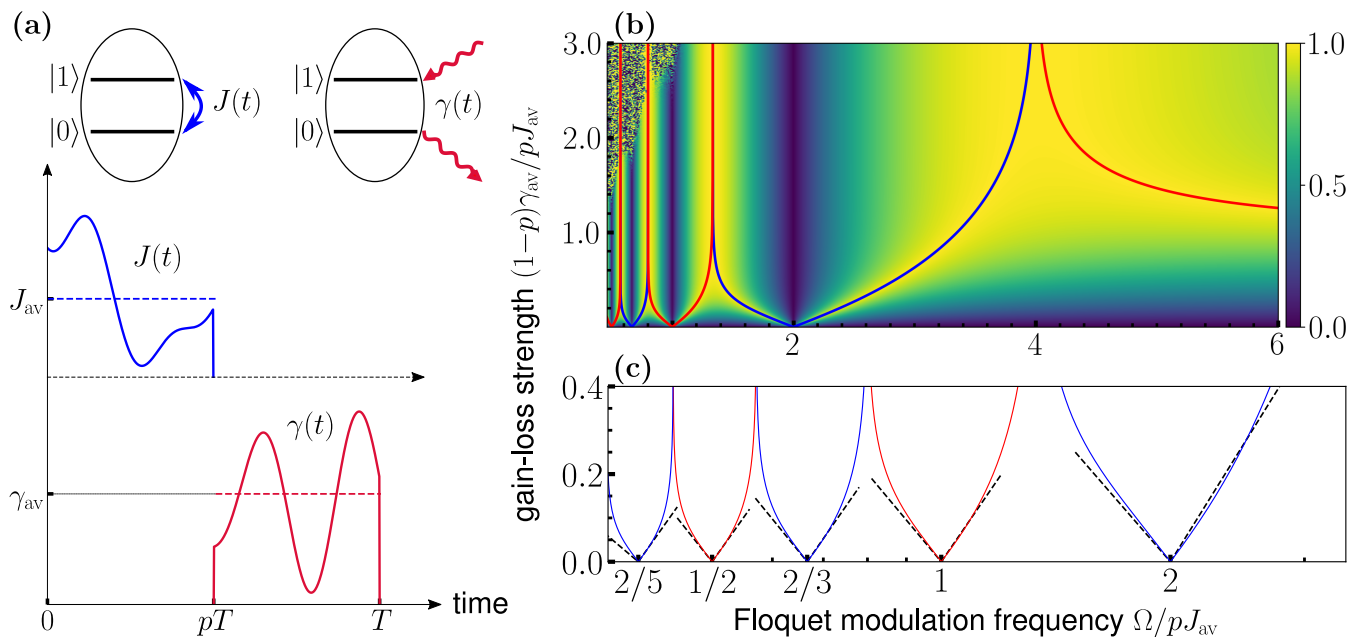 (a)
|1⟩
|0⟩
J(t)
|1⟩
|0⟩
γ(t)
J(t)
J_av
γ(t)
γ_av
0
pT
T
time
(b)
3.0
2.0
1.0
2
4
6
1.0
0.5
0.0
gain-loss strength (1−p)γ_av/pJ_av
(c)
0.4
0.2
0.0
2/5
1/2
2/3
1
2
Floquet modulation frequency Ω/pJ_av